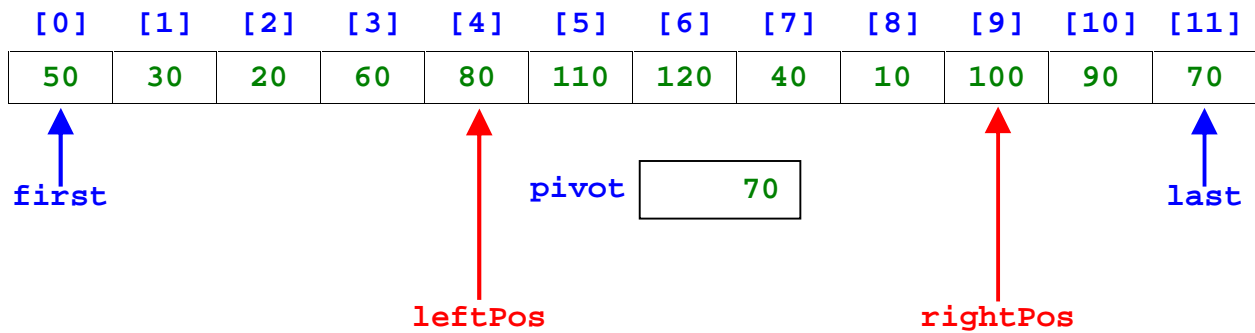 [0] [1] [2] [3] [4] [5] [6] [7] [8] [9] [10] [11]
50 30 20 60 80 110 120 40 10 100 90 70
pivot 70
first last
leftPos rightPos